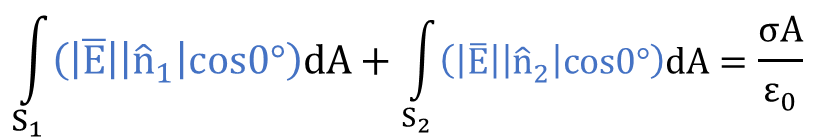 ∫_{S₁} (|E̅||n̂₁|cos0°)dA + ∫_{S₂} (|E̅||n̂₂|cos0°)dA = σA/ε₀